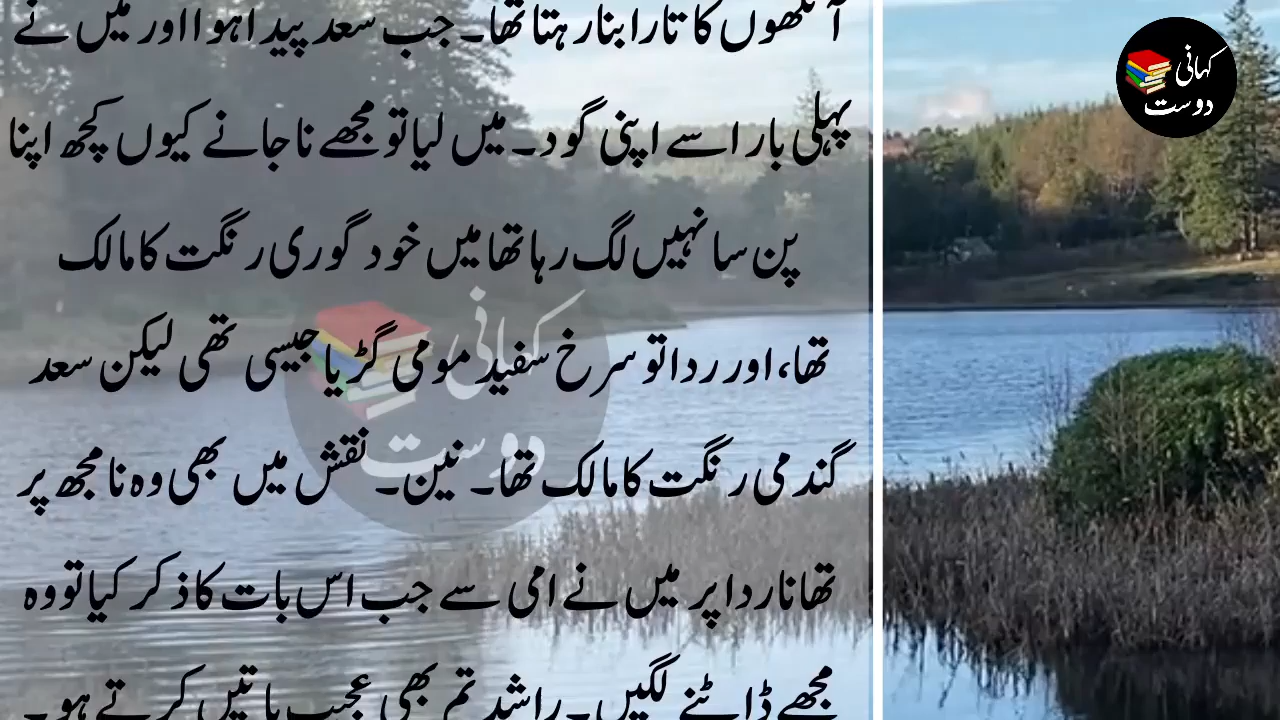 آنکھوں کا تارا بنا رہتا تھا۔ جب سعد پیدا ہوا اور میں نے
پہلی بار اسے اپنی گود۔ میں لیا تو مجھے نا جانے کیوں کچھ اپنا
پن سا نہیں لگ رہا تھا میں خود گوری رنگت کا مالک
تھا، اور ردا تو سرخ سفید مومی گڑیا جیسی تھی لیکن سعد
گندمی رنگت کا مالک تھا۔ نین۔ نقش میں بھی وہ نا مجھ پر
تھا نا ردا پر میں نے امی سے جب اس بات کا ذکر کیا تو وہ
مجھے ڈانٹنے لگیں۔ راشد تم بھی عجیب باتیں کرتے ہو۔
کہانی
دوست
کہانی
دوست